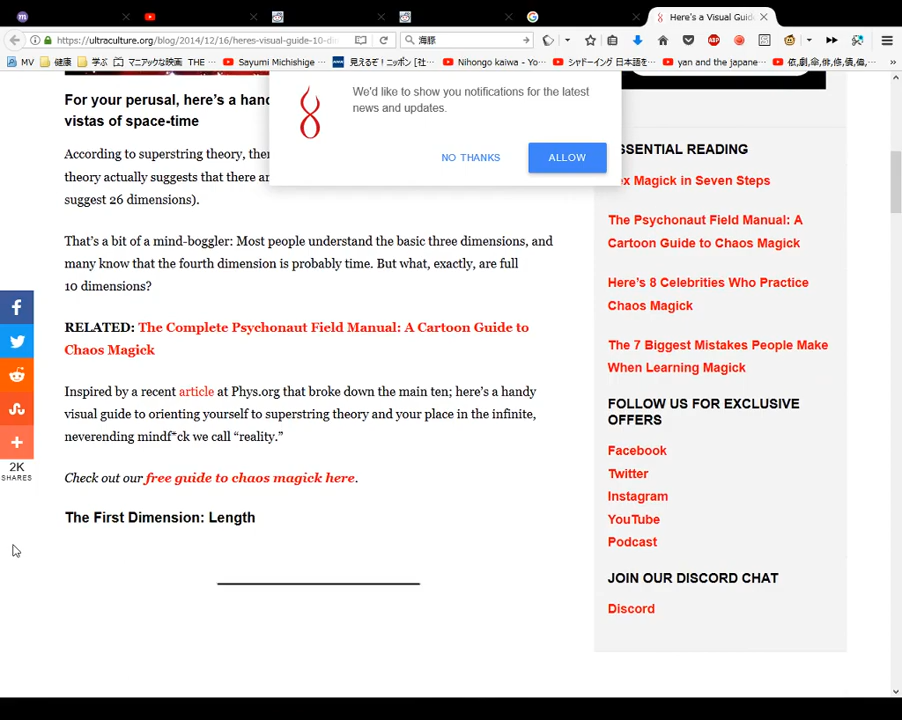 Here's a Visual Guid
https://ultraculture.org/blog/2014/12/16/heres-visual-guide-10-di
海豚
ABP
MV
健康
学ぶ
マニアックな映画
THE
Sayumi Michishige
見えるぞ！ニッポン [社
Nihongo kaiwa - Yo
シャドーイング 日本語を
yan and the japane
依,劇,俞,俳,修,價,債
We'd like to show you notifications for the latest
news and updates.
NO THANKS
ALLOW
For your perusal, here's a hand
vistas of space-time
According to superstring theory, ther
theory actually suggests that there ar
suggest 26 dimensions).
That's a bit of a mind-boggler: Most people understand the basic three dimensions, and
many know that the fourth dimension is probably time. But what, exactly, are full
10 dimensions?
RELATED: The Complete Psychonaut Field Manual: A Cartoon Guide to
Chaos Magick
Inspired by a recent article at Phys.org that broke down the main ten; here's a handy
visual guide to orienting yourself to superstring theory and your place in the infinite,
neverending mindf*ck we call “reality.”
Check out our free guide to chaos magick here.
The First Dimension: Length
2K
SHARES
SSENTIAL READING
ex Magick in Seven Steps
The Psychonaut Field Manual: A
Cartoon Guide to Chaos Magick
Here's 8 Celebrities Who Practice
Chaos Magick
The 7 Biggest Mistakes People Make
When Learning Magick
FOLLOW US FOR EXCLUSIVE
OFFERS
Facebook
Twitter
Instagram
YouTube
Podcast
JOIN OUR DISCORD CHAT
Discord